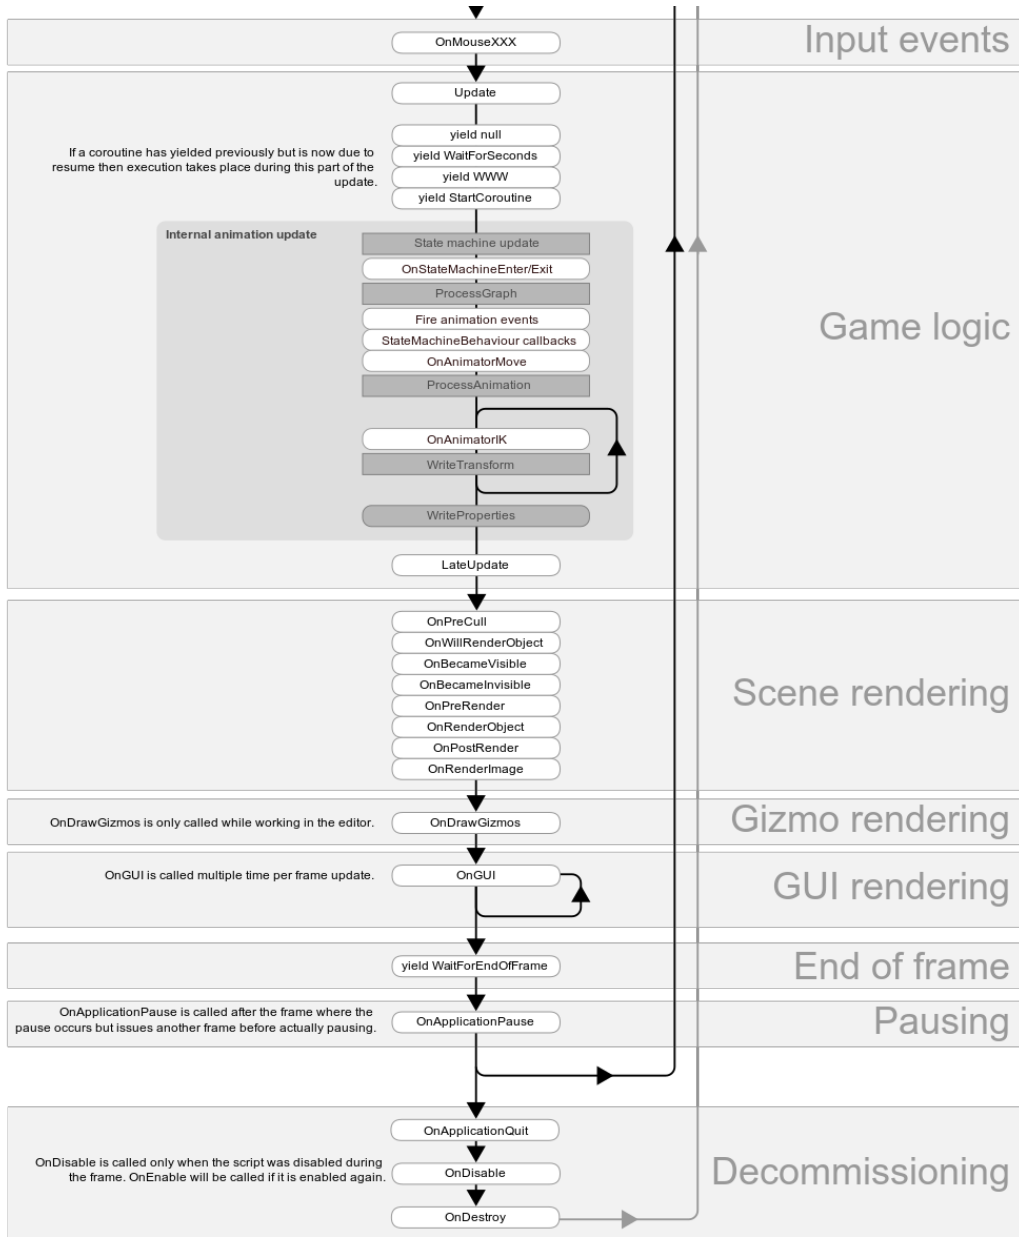 OnMouseXXX
Input events
Update
If a coroutine has yielded previously but is now due to
resume then execution takes place during this part of the
update.
yield null
yield WaitForSeconds
yield WWW
yield StartCoroutine
Internal animation update
State machine update
OnStateMachineEnter/Exit
ProcessGraph
Fire animation events
StateMachineBehaviour callbacks
OnAnimatorMove
ProcessAnimation
OnAnimatorIK
WriteTransform
WriteProperties
LateUpdate
Game logic
OnPreCull
OnWillRenderObject
OnBecameVisible
OnBecameInvisible
OnPreRender
OnRenderObject
OnPostRender
OnRenderImage
Scene rendering
OnDrawGizmos is only called while working in the editor.
OnDrawGizmos
Gizmo rendering
OnGUI is called multiple time per frame update.
OnGUI
GUI rendering
yield WaitForEndOfFrame
End of frame
OnApplicationPause is called after the frame where the
pause occurs but issues another frame before actually pausing.
OnApplicationPause
Pausing
OnApplicationQuit
OnDisable is called only when the script was disabled during
the frame. OnEnable will be called if it is enabled again.
OnDisable
OnDestroy
Decommissioning